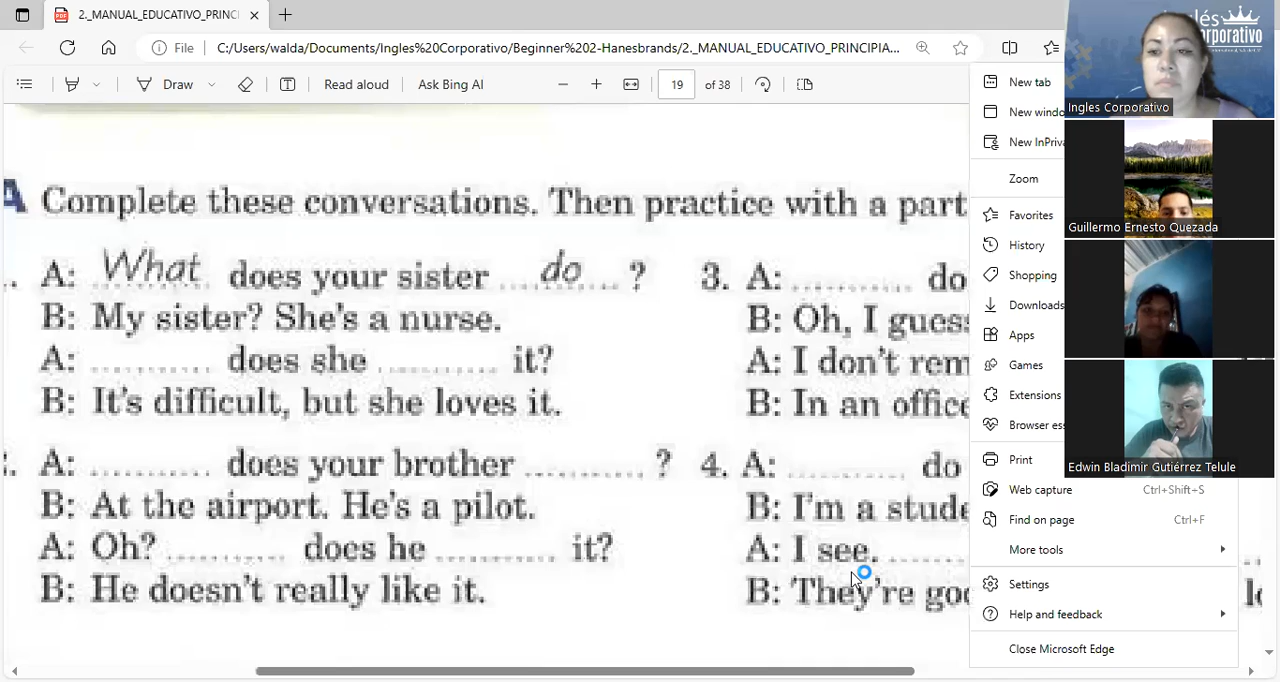 2._MANUAL_EDUCATIVO_PRINCI
File
C:/Users/walda/Documents/Ingles%20Corporativo/Beginner%202-Hanesbrands/2._MANUAL_EDUCATIVO_PRINCIPIA...
Draw
Read aloud
Ask Bing AI
19 of 38
A Complete these conversations. Then practice with a part
A: What does your sister do ?
B: My sister? She's a nurse.
A: .......... does she .......... it?
B: It's difficult, but she loves it.
A: .......... does your brother .......... ?
B: At the airport. He's a pilot.
A: Oh? .......... does he .......... it?
B: He doesn't really like it.
3. A: .......... do
B: Oh, I guess
A: I don't rem
B: In an office
4. A: .......... do
B: I'm a stude
A: I see. ........
B: They're goo
New tab
New windo
New InPriva
Zoom
Favorites
History
Shopping
Downloads
Apps
Games
Extensions
Browser ess
Print
Web capture Ctrl+Shift+S
Find on page Ctrl+F
More tools
Settings
Help and feedback
Close Microsoft Edge
Ingles Corporativo
Guillermo Ernesto Quezada
Edwin Bladimir Gutiérrez Telule